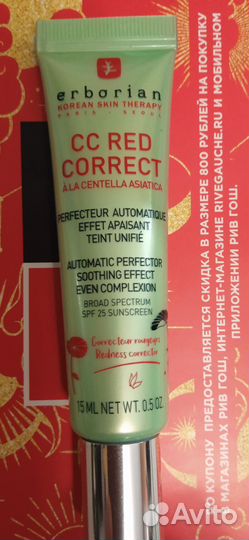 erborian
KOREAN SKIN THERAPY
PARIS - SEOUL
CC RED
CORRECT
À LA CENTELLA ASIATICA
PERFECTEUR AUTOMATIQUE
EFFET APAISANT
TEINT UNIFIÉ
AUTOMATIC PERFECTOR
SOOTHING EFFECT
EVEN COMPLEXION
BROAD SPECTRUM
SPF 25 SUNSCREEN
Correcteur rougeurs
Redness corrector
15 ML NET WT. 0.5 OZ.
ПО КУПОНУ ПРЕДОСТАВЛЯЕТСЯ СКИДКА В РАЗМЕРЕ 800 РУБЛЕЙ НА ПОКУПКУ
В МАГАЗИНАХ РИВ ГОШ, ИНТЕРНЕТ-МАГАЗИНЕ RIVEGAUCHE.RU И МОБИЛЬНОМ
ПРИЛОЖЕНИИ РИВ ГОШ.
Avito